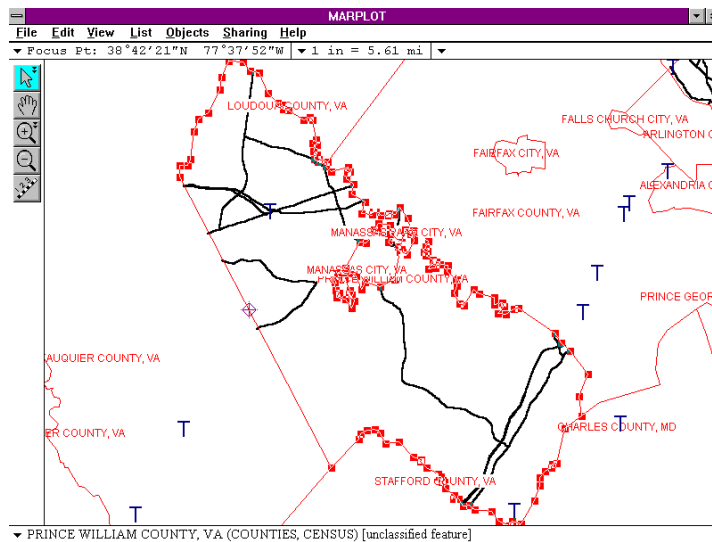 MARPLOT
File Edit View List Objects Sharing Help
Focus Pt: 38°42'21"N 77°37'52"W 1 in = 5.61 mi
LOUDOUN COUNTY, VA
FALLS CHURCH CITY, VA
ARLINGTON C
FAIRFAX CITY, VA
ALEXANDRIA C
FAIRFAX COUNTY, VA
MANASSAS PARK CITY, VA
MANASSAS CITY, VA
PRINCE WILLIAM COUNTY, VA
PRINCE GEOR
AUQUIER COUNTY, VA
CHARLES COUNTY, MD
ER COUNTY, VA
STAFFORD COUNTY, VA
PRINCE WILLIAM COUNTY, VA (COUNTIES, CENSUS) [unclassified feature]